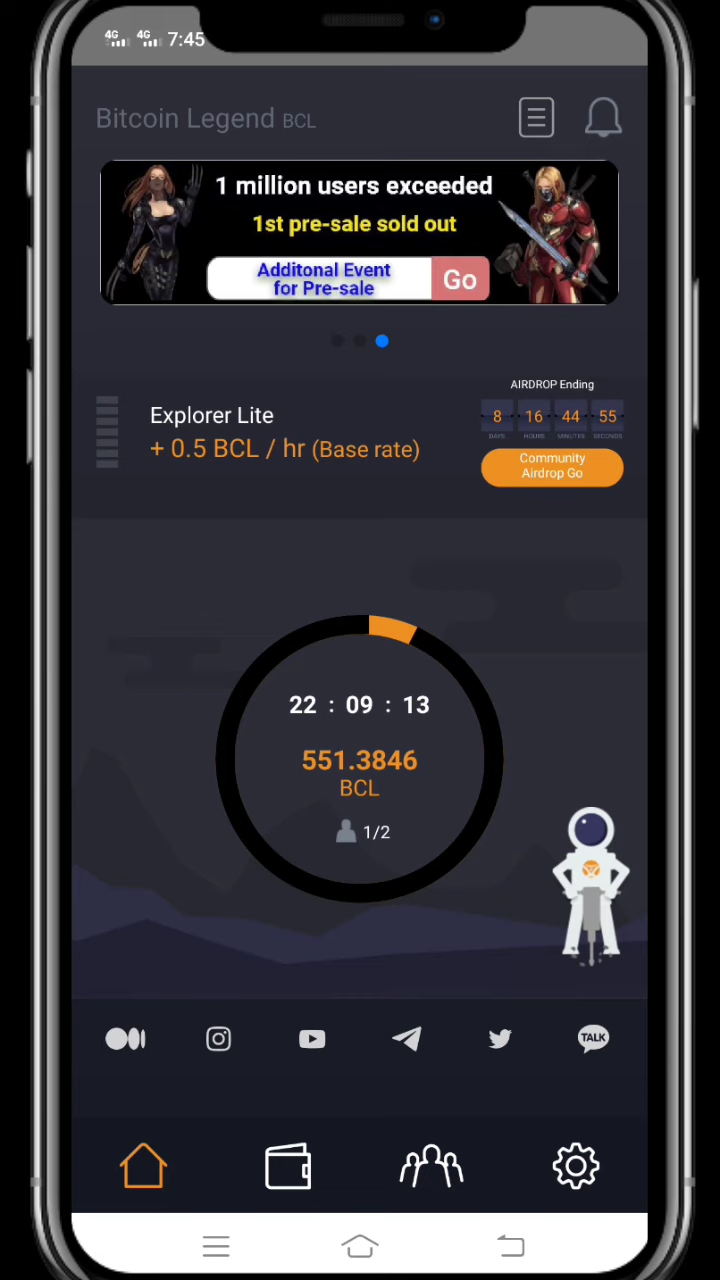 4G 4G 7:45
Bitcoin Legend BCL
1 million users exceeded
1st pre-sale sold out
Additonal Event
for Pre-sale
Go
AIRDROP Ending
8 16 44 55
DAYS HOURS MINUTES SECONDS
Explorer Lite
+ 0.5 BCL / hr (Base rate)
Community
Airdrop Go
22 : 09 : 13
551.3846
BCL
1/2
TALK